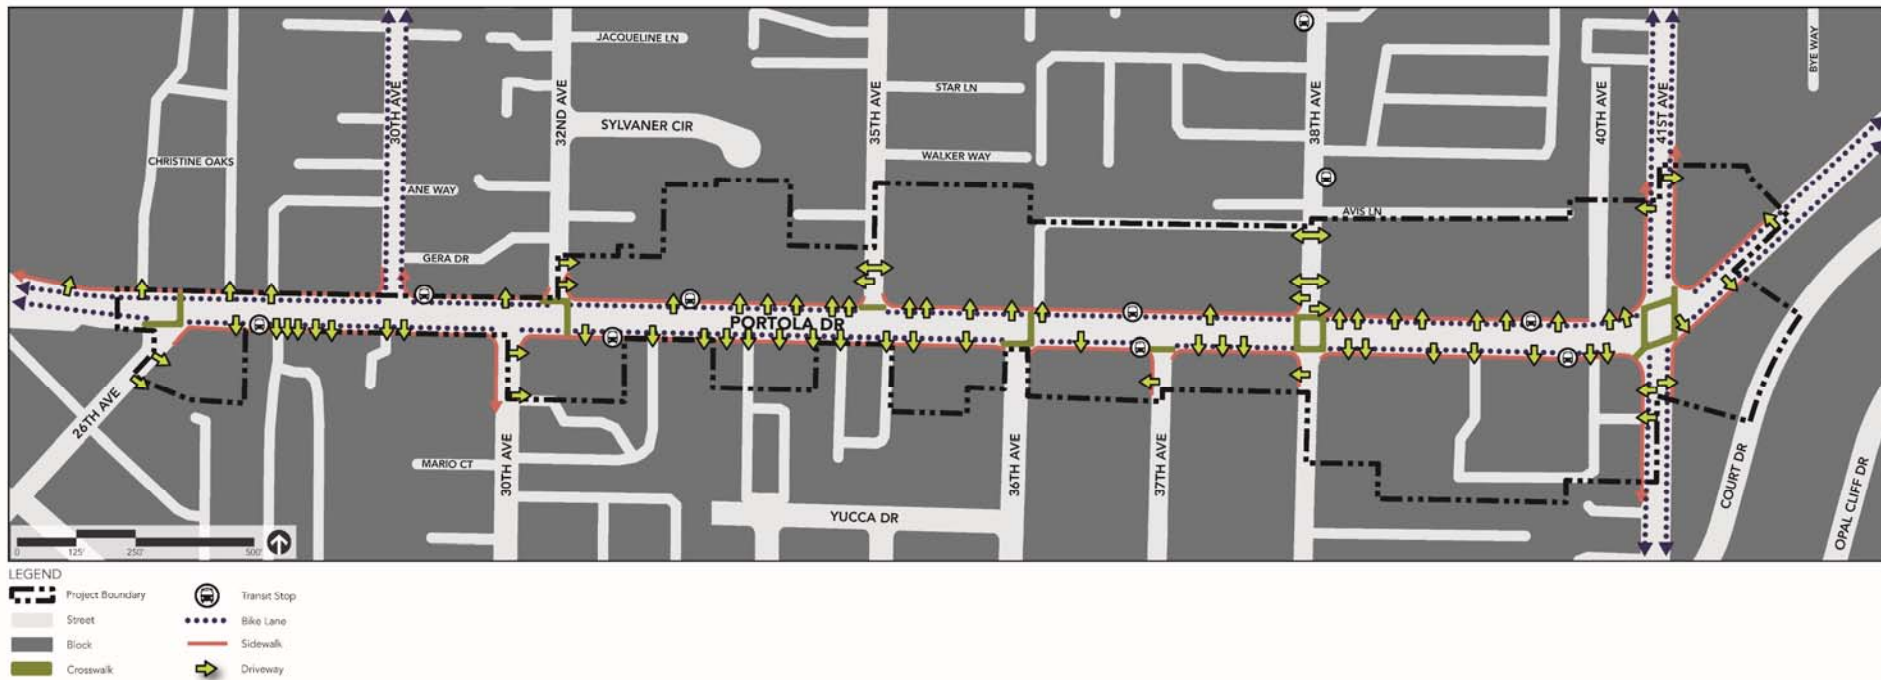 JACQUELINE LN
BYE WAY
30TH AVE
32ND AVE
35TH AVE
STAR LN
38TH AVE
40TH AVE
41ST AVE
SYLVANER CIR
CHRISTINE OAKS
WALKER WAY
ANE WAY
AVIS LN
GERA DR
PORTOLA DR
26TH AVE
MARIO CT
30TH AVE
36TH AVE
37TH AVE
COURT DR
OPAL CLIFF DR
YUCCA DR
0 125' 250' 500'
LEGEND
Project Boundary
Street
Block
Crosswalk
Transit Stop
Bike Lane
Sidewalk
Driveway